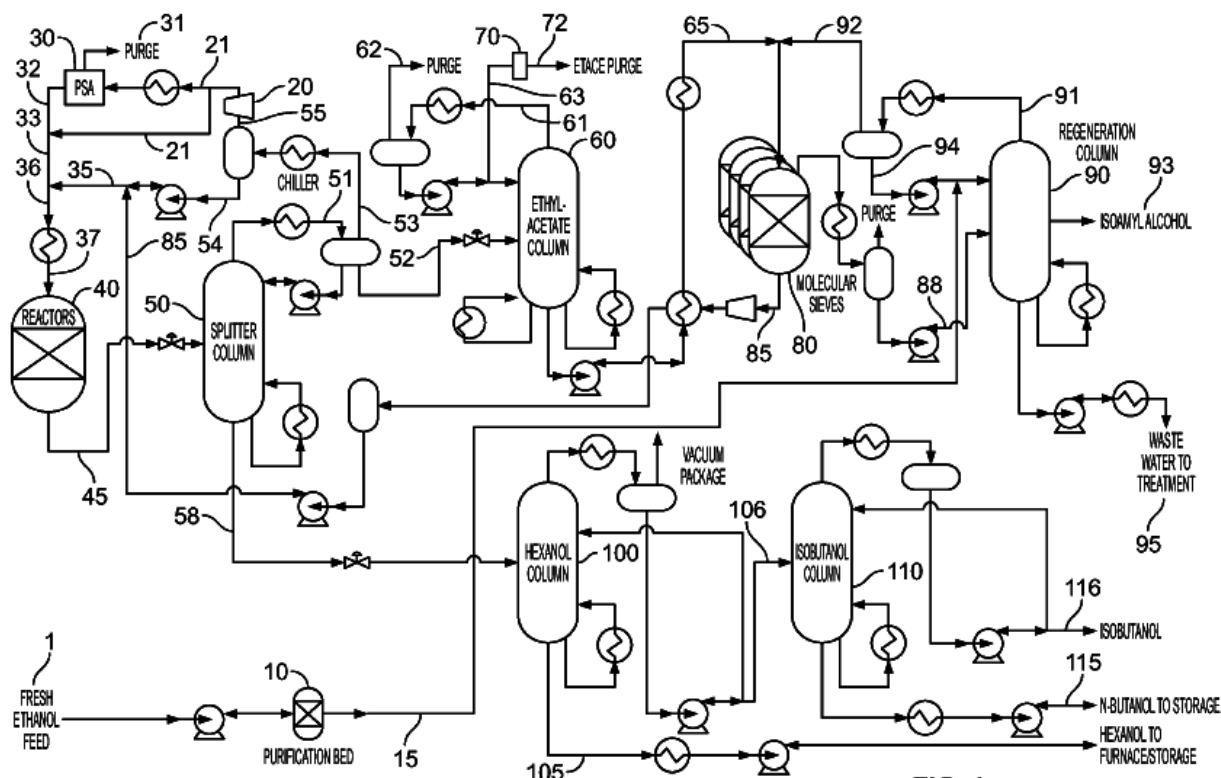 30
31
PURGE
32
PSA
21
20
55
33
21
36
35
CHILLER
54
53
51
52
37
85
40
REACTORS
50
SPLITTER
COLUMN
45
58
62
PURGE
70
72
ETACE PURGE
63
61
60
ETHYL-
ACETATE
COLUMN
65
92
91
REGENERATION
COLUMN
90
93
ISOAMYL ALCOHOL
94
PURGE
MOLECULAR
SIEVES
80
85
88
WASTE
WATER TO
TREATMENT
95
VACUUM
PACKAGE
HEXANOL
COLUMN
100
106
ISOBUTANOL
COLUMN
110
116
ISOBUTANOL
115
N-BUTANOL TO STORAGE
HEXANOL TO
FURNACE/STORAGE
1
FRESH
ETHANOL
FEED
10
PURIFICATION BED
15
105